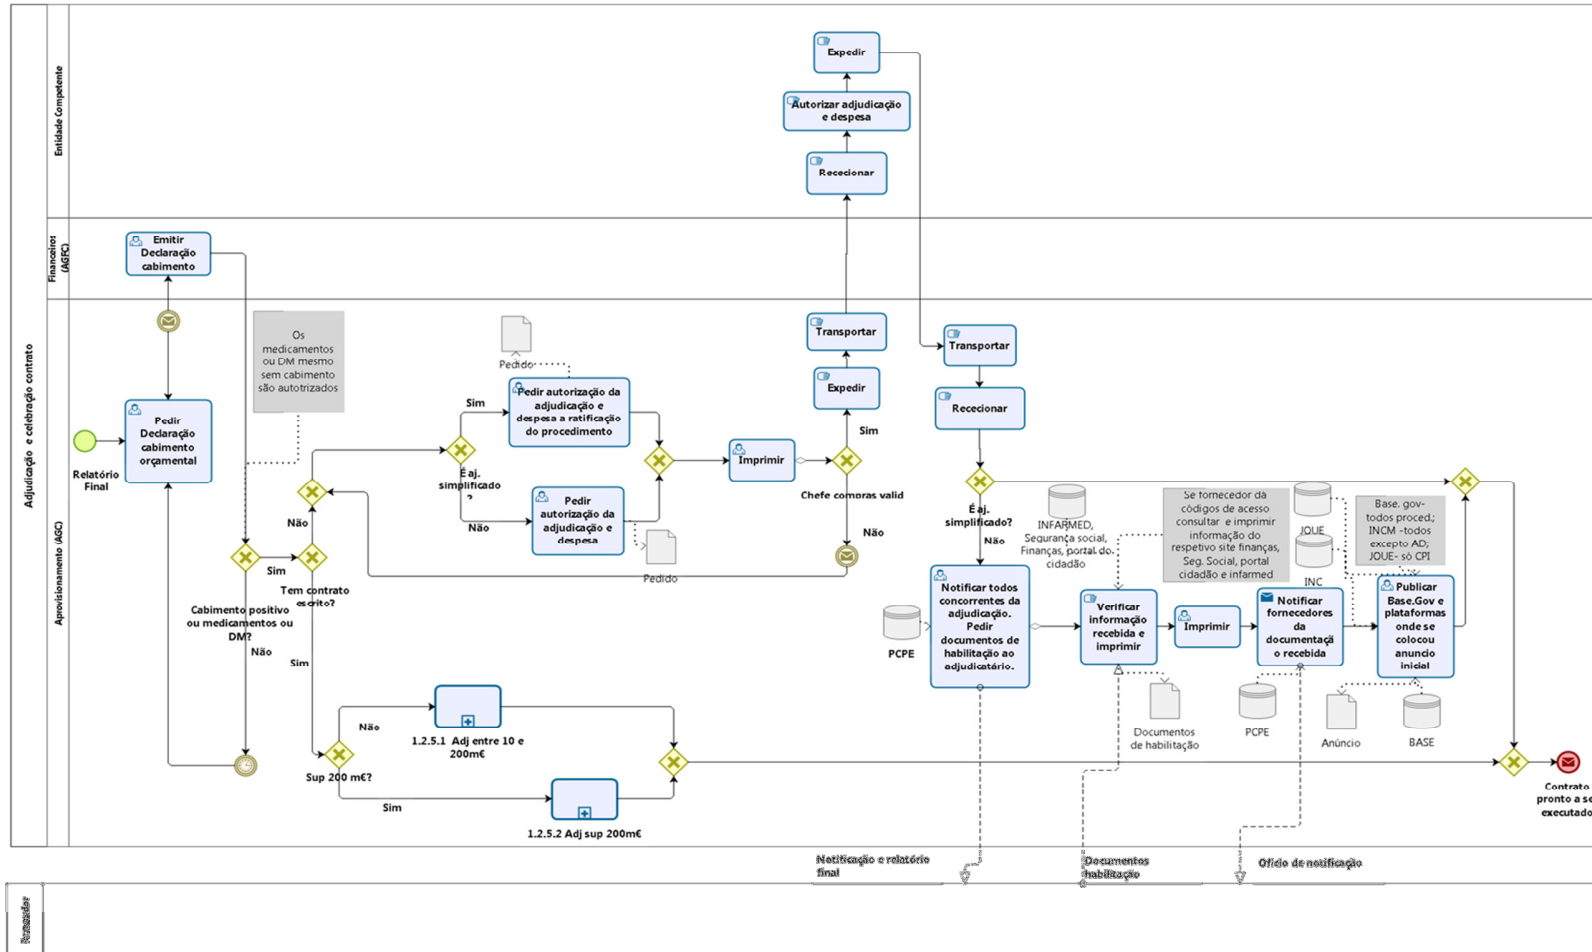 Adjudicação e celebração contrato
Entidade Competente
Financeiros
(AGFC)
Aprovisionamento (AGC)
Expedir
Autorizar adjudicação
e despesa
Rececionar
Emitir
Declaração
cabimento
Os
medicamentos
ou DM mesmo
sem cabimento
são autotrizados
Pedir
Declaração
cabimento
orçamental
Relatório
Final
Pedido
Pedir autorização da
adjudicação e
despesa a ratificação
do procedimento
Sim
É aj.
simplificado
?
Não
Pedir
autorização da
adjudicação e
despesa
Pedido
Imprimir
Transportar
Expedir
Sim
Chefe compras valid
Não
Transportar
Rececionar
Não
Sim
Tem contrato
escrito?
Cabimento positivo
ou medicamentos ou
DM?
Não
Sim
Não
Sup 200 m€?
Sim
1.2.5.1 Adj entre 10 e
200m€
1.2.5.2 Adj sup 200m€
É aj.
simplificado?
Não
INFARMED,
Segurança social,
Finanças, portal do
cidadão
Se fornecedor dá
códigos de acesso
consultar e imprimir
informação do
respetivo site finanças,
Seg. Social, portal
cidadão e infarmed
JOUE
INC
Base. gov-
todos proced.;
INCM -todos
excepto AD;
JOUE- só CPI
PCPE
Notificar todos
concorrentes da
adjudicação.
Pedir
documentos de
habilitação ao
adjudicatário.
Verificar
informação
recebida e
imprimir
Imprimir
Notificar
fornecedores
da
documentaçã
o recebida
Publicar
Base.Gov e
plataformas
onde se
colocou
anuncio
inicial
Documentos
de habilitação
PCPE
Anúncio
BASE
Contrato
pronto a se
executado
Notificação e relatório
final
Documentos
habilitação
Ofício de notificação
Fornecedor